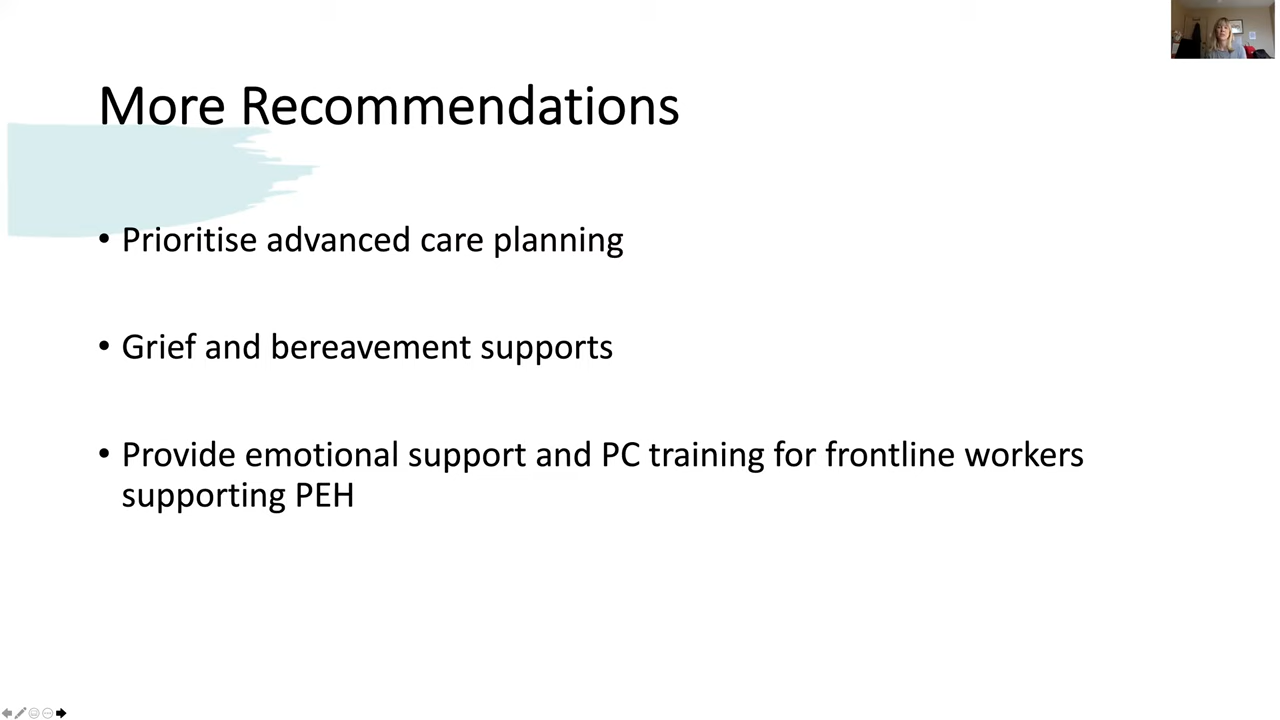 More Recommendations
• Prioritise advanced care planning
• Grief and bereavement supports
• Provide emotional support and PC training for frontline workers
supporting PEH